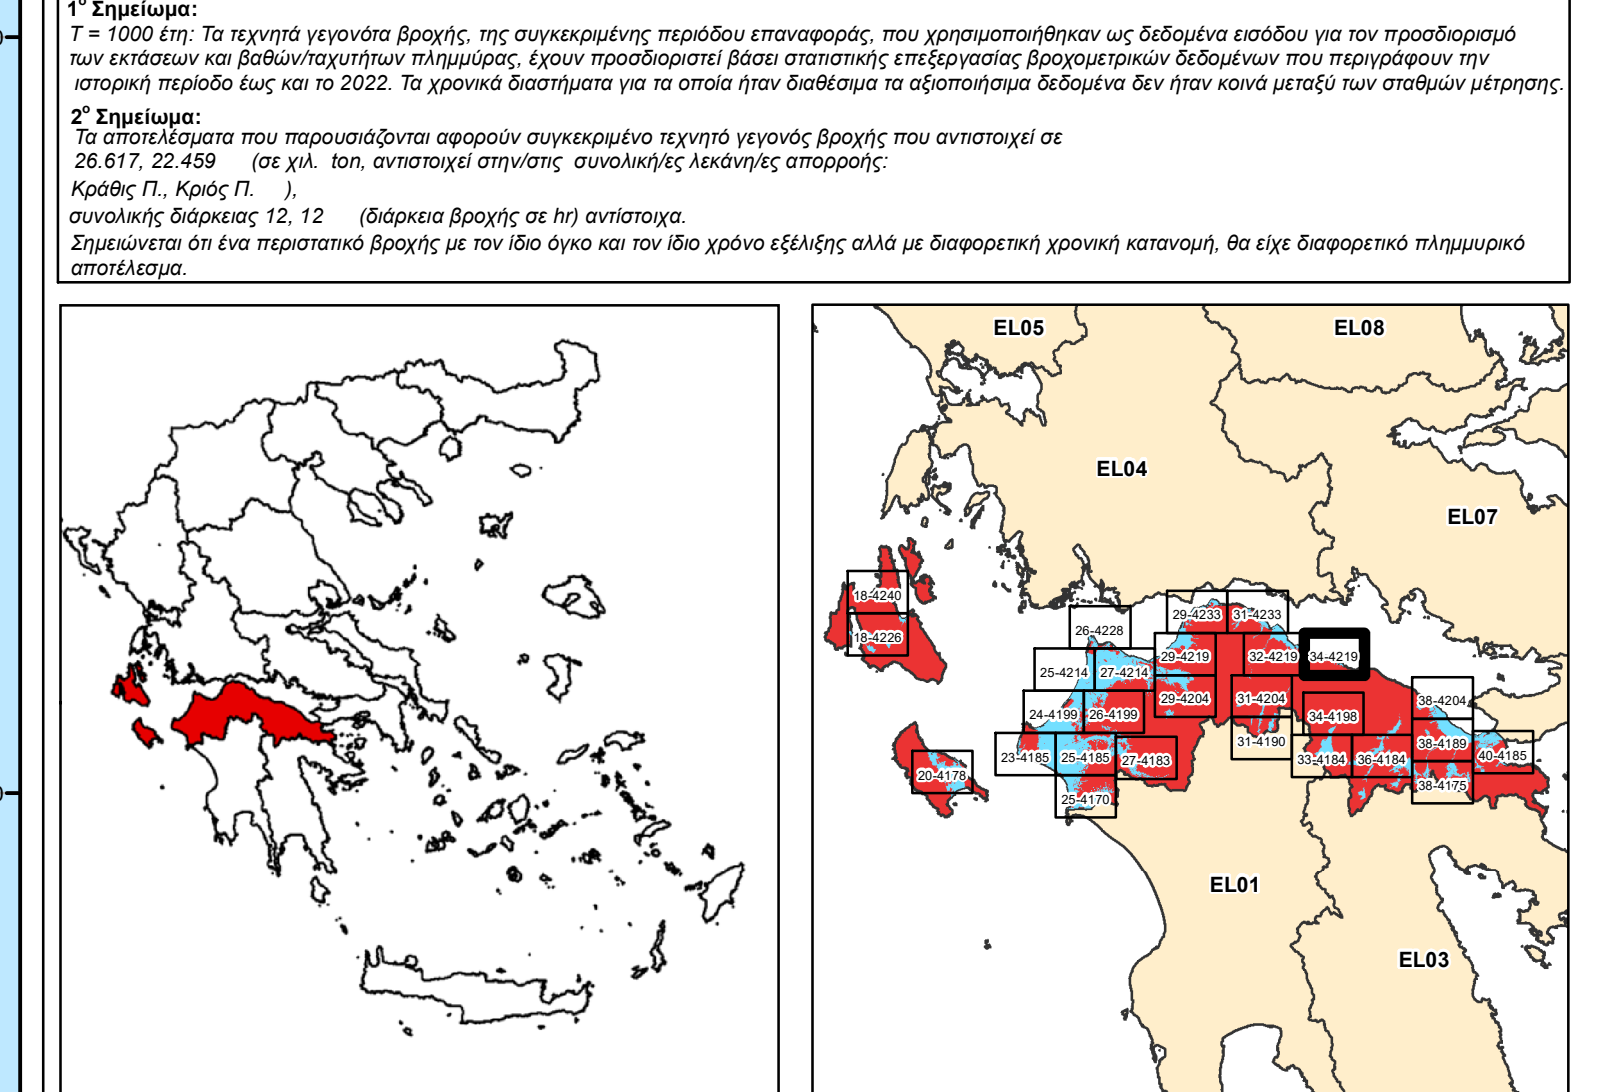 1ο Σημείωμα:
Τ = 1000 έτη: Τα τεχνητά γεγονότα βροχής, της συγκεκριμένης περιόδου επαναφοράς, που χρησιμοποιήθηκαν ως δεδομένα εισόδου για τον προσδιορισμό
των εκτάσεων και βαθών/ταχυτήτων πλημμύρας, έχουν προσδιοριστεί βάσει στατιστικής επεξεργασίας βροχομετρικών δεδομένων που περιγράφουν την
ιστορική περίοδο έως και το 2022. Τα χρονικά διαστήματα για τα οποία ήταν διαθέσιμα τα αξιοποιήσιμα δεδομένα δεν ήταν κοινά μεταξύ των σταθμών μέτρησης.
2ο Σημείωμα:
Τα αποτελέσματα που παρουσιάζονται αφορούν συγκεκριμένο τεχνητό γεγονός βροχής που αντιστοιχεί σε
26.617, 22.459 (σε χιλ. ton, αντιστοιχεί στην/στις συνολική/ες λεκάνη/ες απορροής:
Κράθις Π., Κριός Π. ),
συνολικής διάρκειας 12, 12 (διάρκεια βροχής σε hr) αντίστοιχα.
Σημειώνεται ότι ένα περιστατικό βροχής με τον ίδιο όγκο και τον ίδιο χρόνο εξέλιξης αλλά με διαφορετική χρονική κατανομή, θα είχε διαφορετικό πλημμυρικό
αποτέλεσμα.
EL05
EL08
EL04
EL07
18-4240
29-4233
31-4233
26-4228
18-4226
29-4219
32-4219
34-4219
25-4214
27-4214
29-4204
31-4204
38-4204
24-4199
26-4199
34-4198
31-4190
38-4189
23-4185
25-4185
27-4183
33-4184
36-4184
40-4185
20-4178
38-4175
25-4170
EL01
EL03